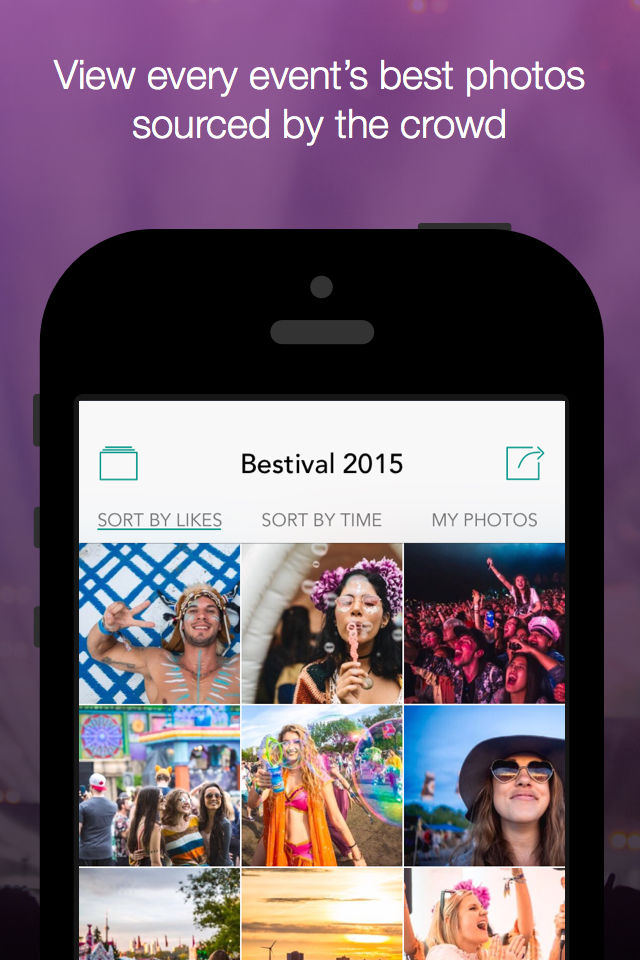 View every event’s best photos
sourced by the crowd
Bestival 2015
SORT BY LIKES SORT BY TIME MY PHOTOS